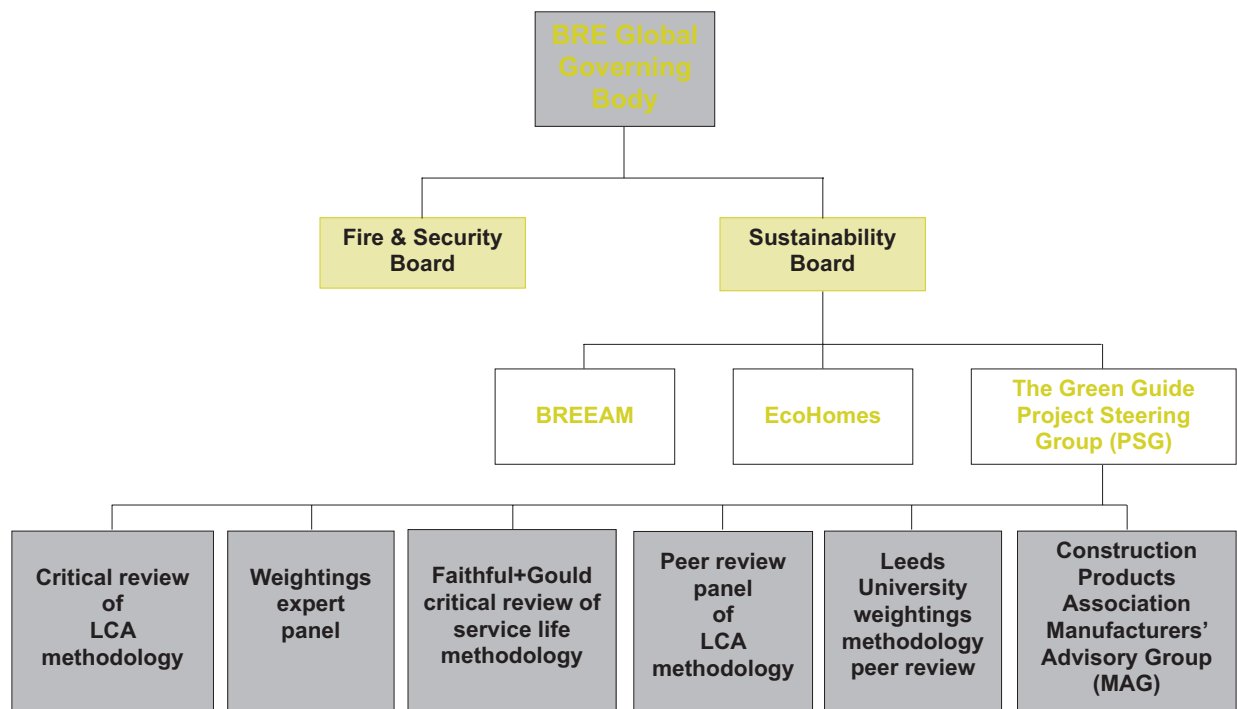 BRE Global
Governing
Body
Fire & Security
Board
Sustainability
Board
BREEAM
EcoHomes
The Green Guide
Project Steering
Group (PSG)
Critical review
of
LCA
methodology
Weightings
expert
panel
Faithful+Gould
critical review of
service life
methodology
Peer review
panel
of
LCA
methodology
Leeds
University
weightings
methodology
peer review
Construction
Products
Association
Manufacturers’
Advisory Group
(MAG)